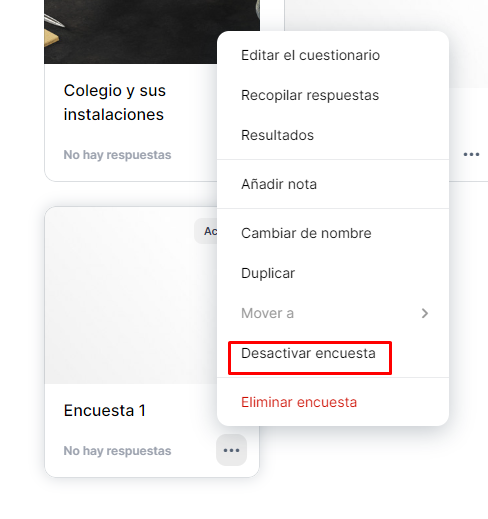 Colegio y sus
instalaciones
No hay respuestas
Encuesta 1
No hay respuestas
Editar el cuestionario
Recopilar respuestas
Resultados
Añadir nota
Cambiar de nombre
Duplicar
Mover a
Desactivar encuesta
Eliminar encuesta